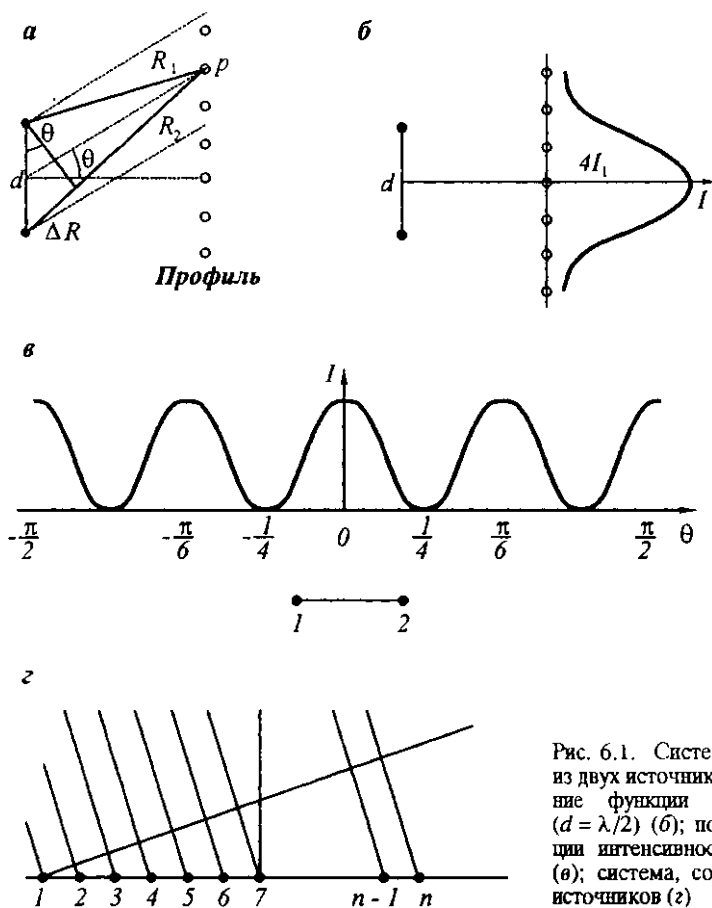 а
R₁
p
θ
R₂
θ
d
ΔR
Профиль
б
4I₁
d
I
в
I
-π/2
-π/6
-1/4
0
1/4
π/6
π/2
θ
1
2
г
1 2 3 4 5 6 7 n - 1 n
Рис. 6.1. Систе
из двух источник
ние функции
(d = λ/2) (б); по
ции интенсивнос
(в); система, со
источников (г)